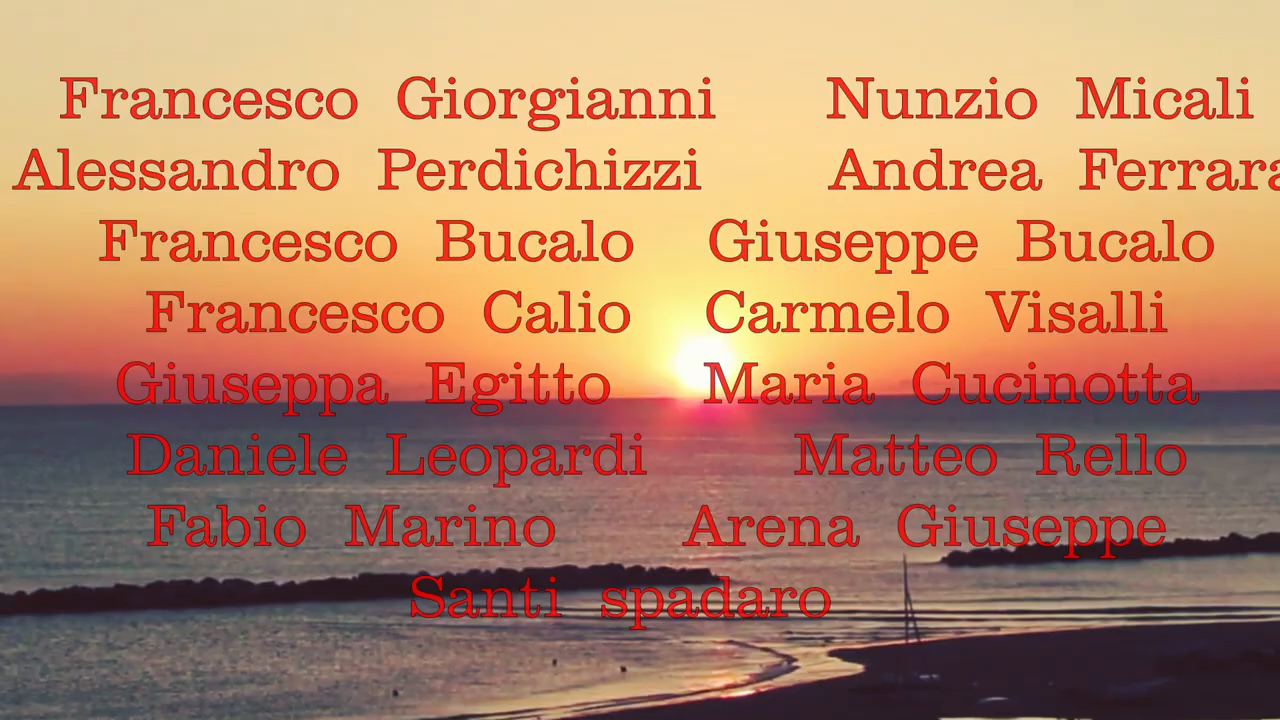 Francesco Giorgianni Nunzio Micali
Alessandro Perdichizzi Andrea Ferrara
Francesco Bucalo Giuseppe Bucalo
Francesco Calio Carmelo Visalli
Giuseppa Egitto Maria Cucinotta
Daniele Leopardi Matteo Rello
Fabio Marino Arena Giuseppe
Santi spadaro